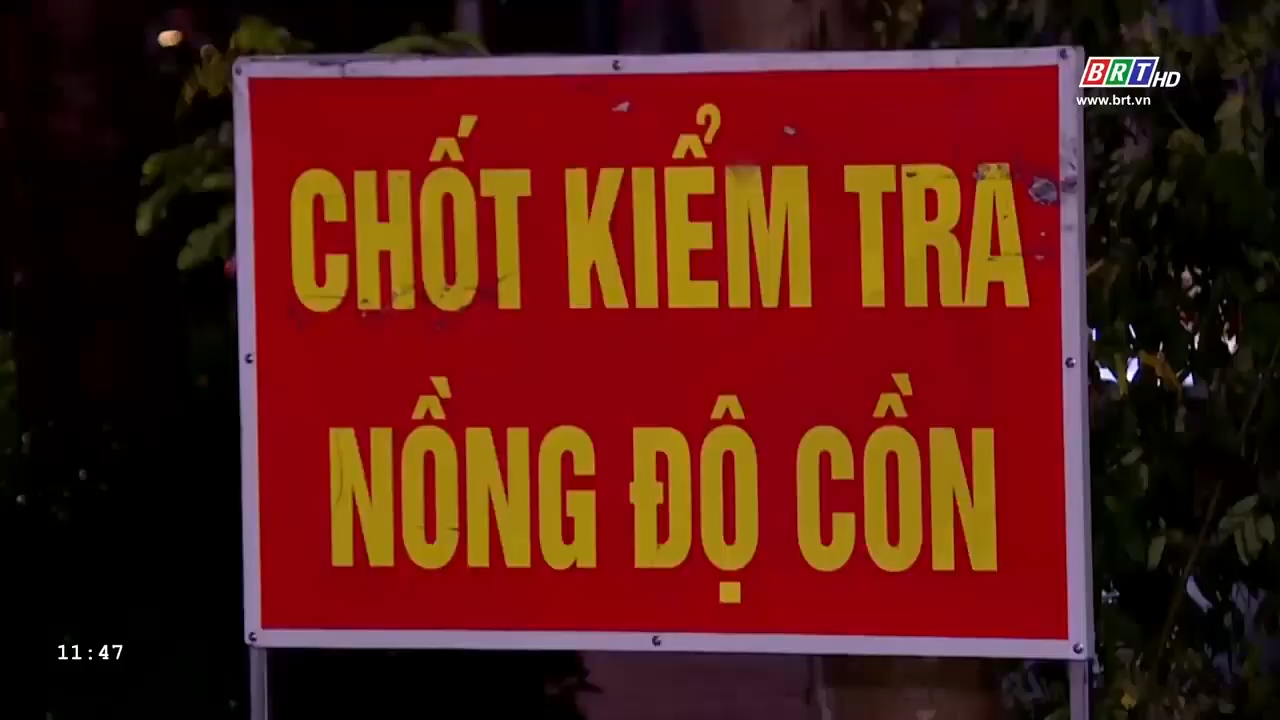 BRT HD
www.brt.vn
CHỐT KIỂM TRA
NỒNG ĐỘ CỒN
11:47